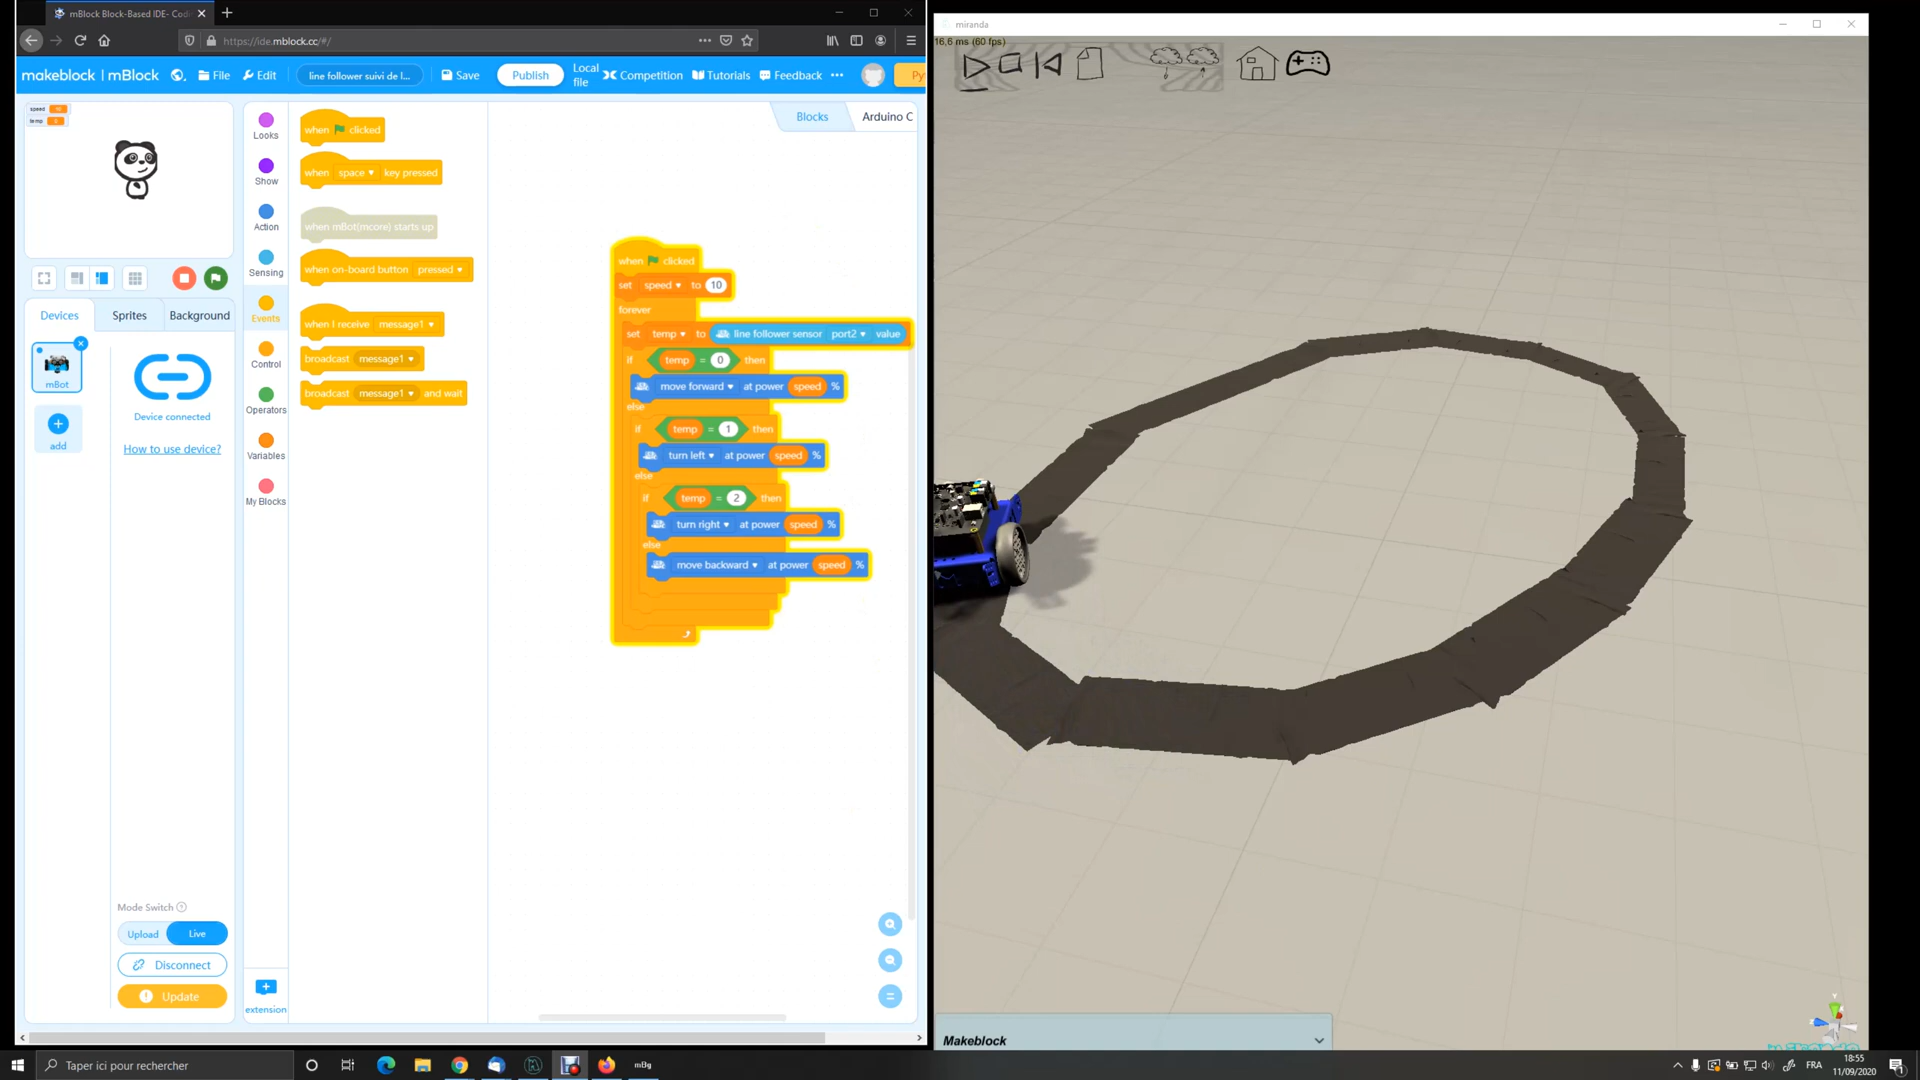 mBlock Block-Based IDE- Cod
https://ide.mblock.cc/#/
makeblock | mBlock
File
Edit
line follower suivi de l...
Save
Publish
Local file
Competition
Tutorials
Feedback
Py
speed 10
temp 0
Devices
Sprites
Background
mBot
add
Device connected
How to use device?
Mode Switch
Upload
Live
Disconnect
Update
Looks
Show
Action
Sensing
Events
Control
Operators
Variables
My Blocks
extension
when clicked
when space key pressed
when mBot(mcore) starts up
when on-board button pressed
when I receive message1
broadcast message1
broadcast message1 and wait
Blocks
Arduino C
when clicked
set speed to 10
forever
set temp to line follower sensor port2 value
if temp = 0 then
move forward at power speed %
else
if temp = 1 then
turn left at power speed %
else
if temp = 2 then
turn right at power speed %
else
move backward at power speed %
miranda
16,6 ms (60 fps)
Makeblock
Taper ici pour rechercher
mBg
FRA
18:55
11/09/2020